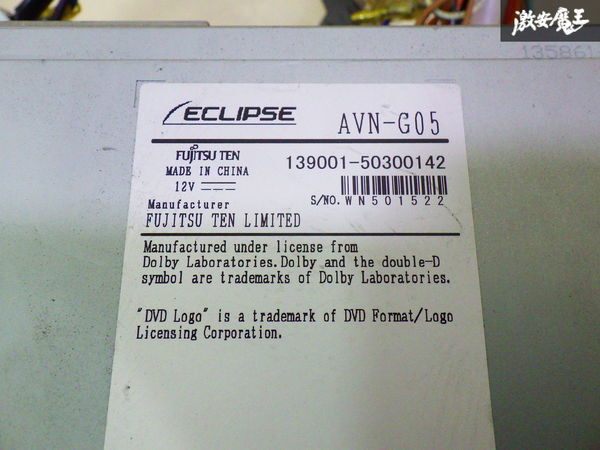 激安魔王
135861
ECLIPSE
AVN-G05
FUJITSU TEN
MADE IN CHINA
12V
139001-50300142
S/NO. WN501522
Manufacturer
FUJITSU TEN LIMITED
Manufactured under license from
Dolby Laboratories. Dolby and the double-D
symbol are trademarks of Dolby Laboratories.
"DVD Logo" is a trademark of DVD Format/Logo
Licensing Corporation.